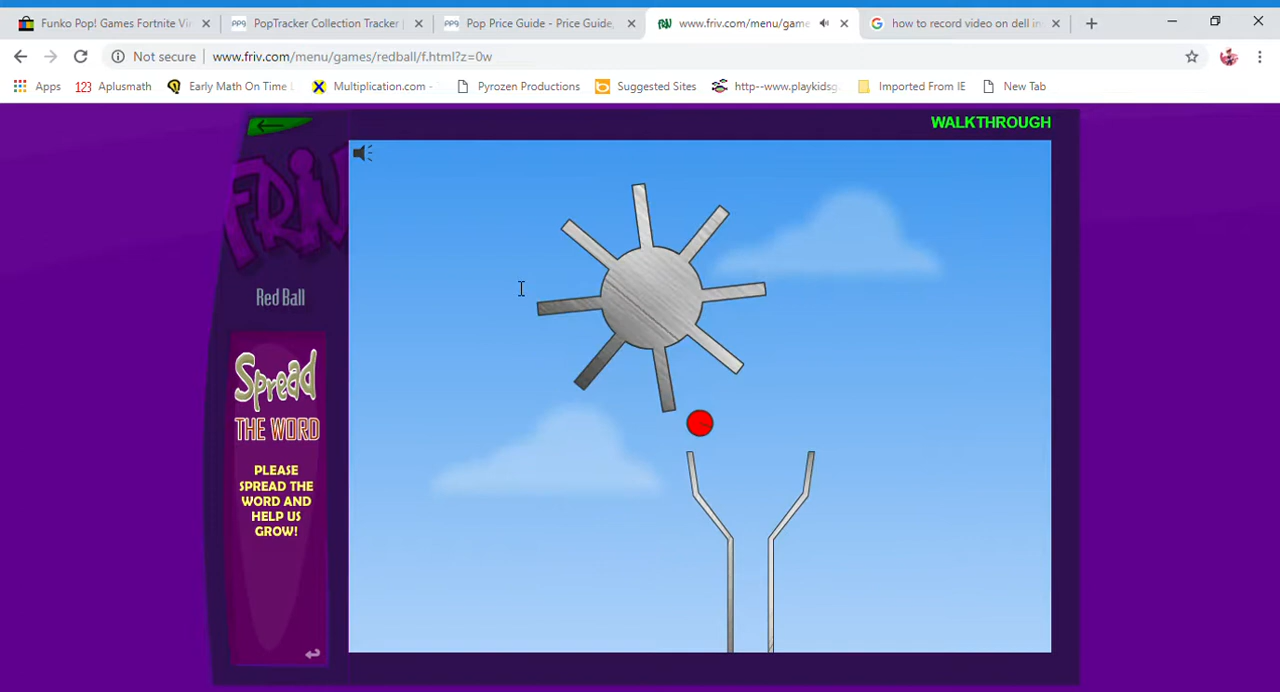 Funko Pop! Games Fortnite Vi
PopTracker Collection Tracker |
Pop Price Guide - Price Guide,
www.friv.com/menu/game
how to record video on dell in
Not secure
www.friv.com/menu/games/redball/f.html?z=0w
Apps
123 Aplusmath
Early Math On Time
Multiplication.com -
Pyrozen Productions
Suggested Sites
http--www.playkidsg
Imported From IE
New Tab
WALKTHROUGH
FRIV
Red Ball
Spread
THE WORD
PLEASE
SPREAD THE
WORD AND
HELP US
GROW!